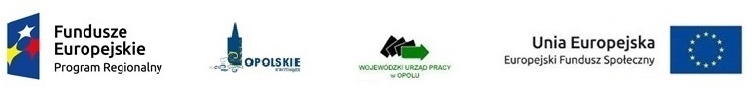 Fundusze
Europejskie
Program Regionalny
OPOLSKIE
WOJEWÓDZKI URZĄD PRACY
w OPOLU
Unia Europejska
Europejski Fundusz Społeczny